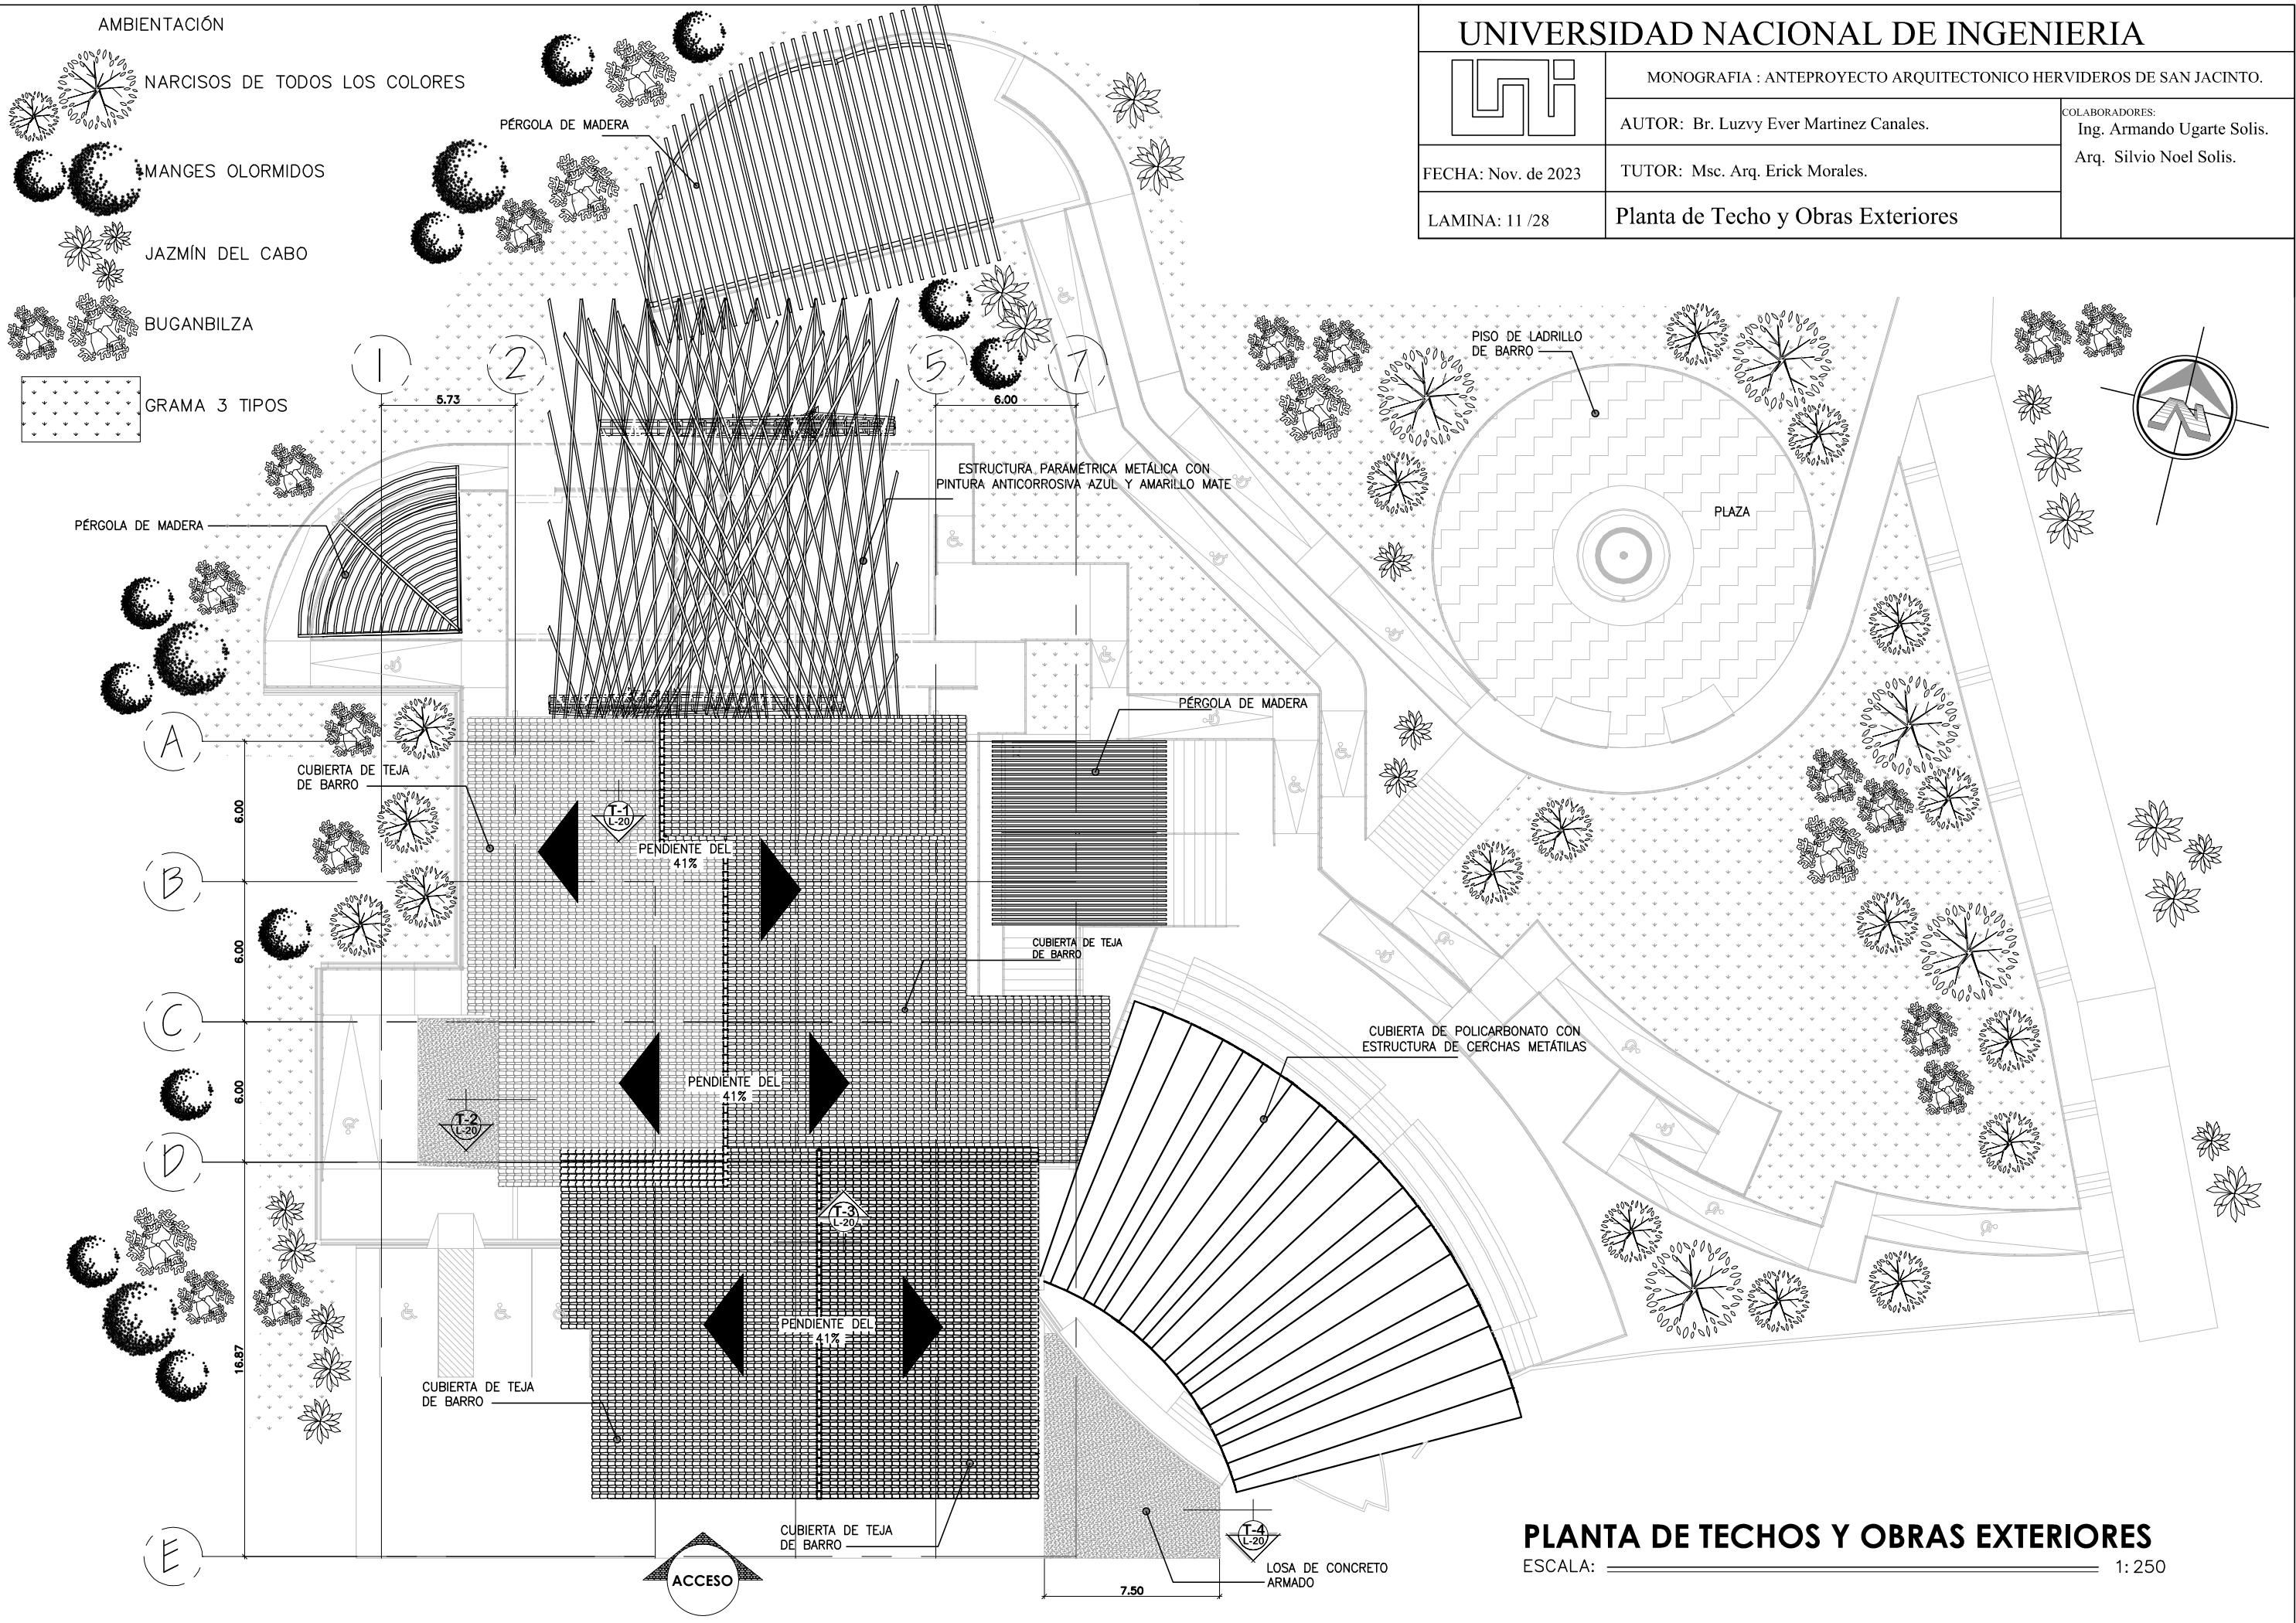 AMBIENTACIÓN
NARCISOS DE TODOS LOS COLORES
MANGES OLORMIDOS
JAZMÍN DEL CABO
BUGANBILZA
GRAMA 3 TIPOS
UNIVERSIDAD NACIONAL DE INGENIERIA
MONOGRAFIA : ANTEPROYECTO ARQUITECTONICO HERVIDEROS DE SAN JACINTO.
AUTOR: Br. Luzvy Ever Martinez Canales.
COLABORADORES:
Ing. Armando Ugarte Solis.
Arq. Silvio Noel Solis.
FECHA: Nov. de 2023
TUTOR: Msc. Arq. Erick Morales.
LAMINA: 11 /28
Planta de Techo y Obras Exteriores
PÉRGOLA DE MADERA
1
2
5
7
5.73
6.00
PISO DE LADRILLO
DE BARRO
PLAZA
N
ESTRUCTURA PARAMÉTRICA METÁLICA CON
PINTURA ANTICORROSIVA AZUL Y AMARILLO MATE
PÉRGOLA DE MADERA
PÉRGOLA DE MADERA
A
CUBIERTA DE TEJA
DE BARRO
6.00
T-1
L-20
PENDIENTE DEL
41%
B
6.00
CUBIERTA DE TEJA
DE BARRO
C
6.00
CUBIERTA DE POLICARBONATO CON
ESTRUCTURA DE CERCHAS METÁTILAS
PENDIENTE DEL
41%
T-2
L-20
D
T-3
L-20
PENDIENTE DEL
41%
16.87
CUBIERTA DE TEJA
DE BARRO
CUBIERTA DE TEJA
DE BARRO
T-4
L-20
E
ACCESO
LOSA DE CONCRETO
ARMADO
7.50
PLANTA DE TECHOS Y OBRAS EXTERIORES
ESCALA: 1:250